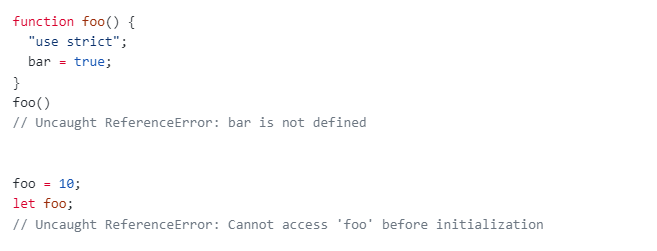 function foo() {
  "use strict";
  bar = true;
}
foo()
// Uncaught ReferenceError: bar is not defined
foo = 10;
let foo;
// Uncaught ReferenceError: Cannot access 'foo' before initialization